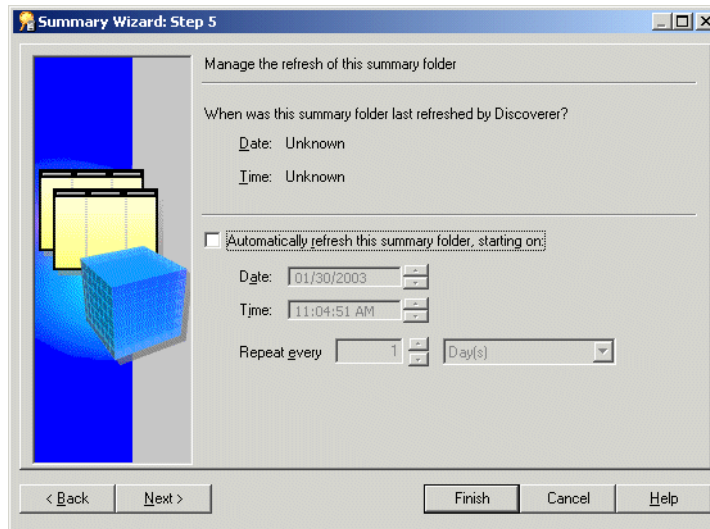 Summary Wizard: Step 5
Manage the refresh of this summary folder
When was this summary folder last refreshed by Discoverer?
Date: Unknown
Time: Unknown
Automatically refresh this summary folder, starting on:
Date: 01/30/2003
Time: 11:04:51 AM
Repeat every 1 Day(s)
< Back Next > Finish Cancel Help